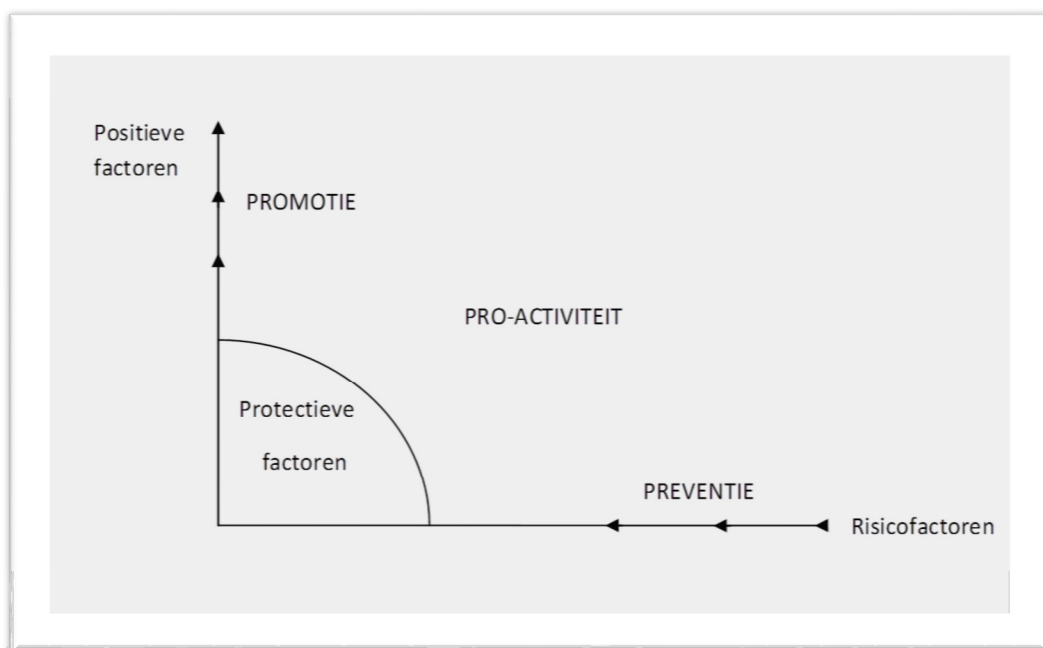 Positieve
factoren
PROMOTIE
PRO-ACTIVITEIT
Protectieve
factoren
PREVENTIE
Risicofactoren